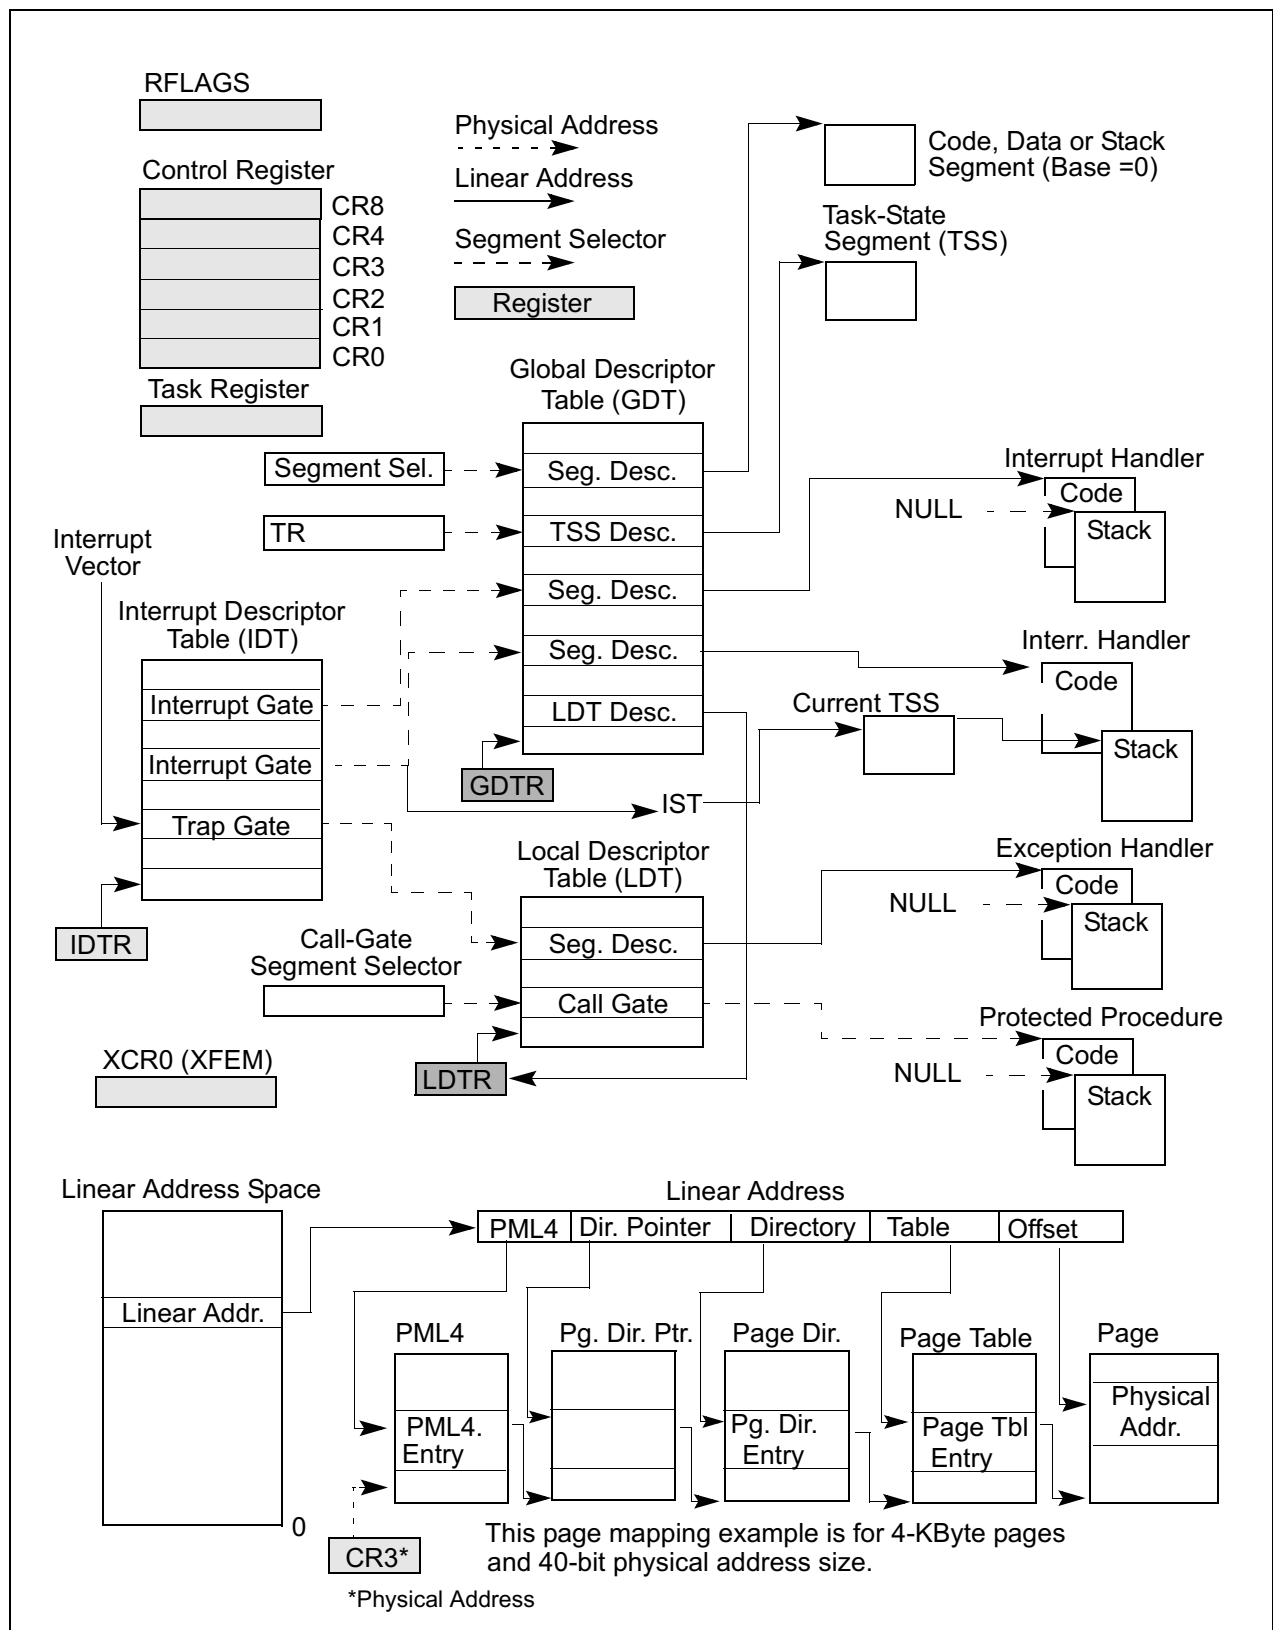 RFLAGS
Physical Address
Code, Data or Stack
Segment (Base =0)
Control Register
Linear Address
CR8
Task-State
Segment (TSS)
CR4
Segment Selector
CR3
CR2
Register
CR1
CR0
Global Descriptor
Table (GDT)
Task Register
Segment Sel.
Seg. Desc.
Interrupt Handler
Code
NULL
Stack
TR
TSS Desc.
Interrupt
Vector
Seg. Desc.
Interrupt Descriptor
Table (IDT)
Seg. Desc.
Interr. Handler
Code
Interrupt Gate
LDT Desc.
Current TSS
Stack
Interrupt Gate
GDTR
IST
Trap Gate
Local Descriptor
Table (LDT)
Exception Handler
Code
NULL
Stack
IDTR
Call-Gate
Segment Selector
Seg. Desc.
Call Gate
Protected Procedure
Code
XCR0 (XFEM)
LDTR
NULL
Stack
Linear Address Space
Linear Address
PML4 Dir. Pointer Directory Table Offset
Linear Addr.
PML4
Pg. Dir. Ptr.
Page Dir.
Page Table
Page
Physical
Addr.
PML4.
Entry
Pg. Dir.
Entry
Page Tbl
Entry
0
This page mapping example is for 4-KByte pages
and 40-bit physical address size.
CR3*
*Physical Address